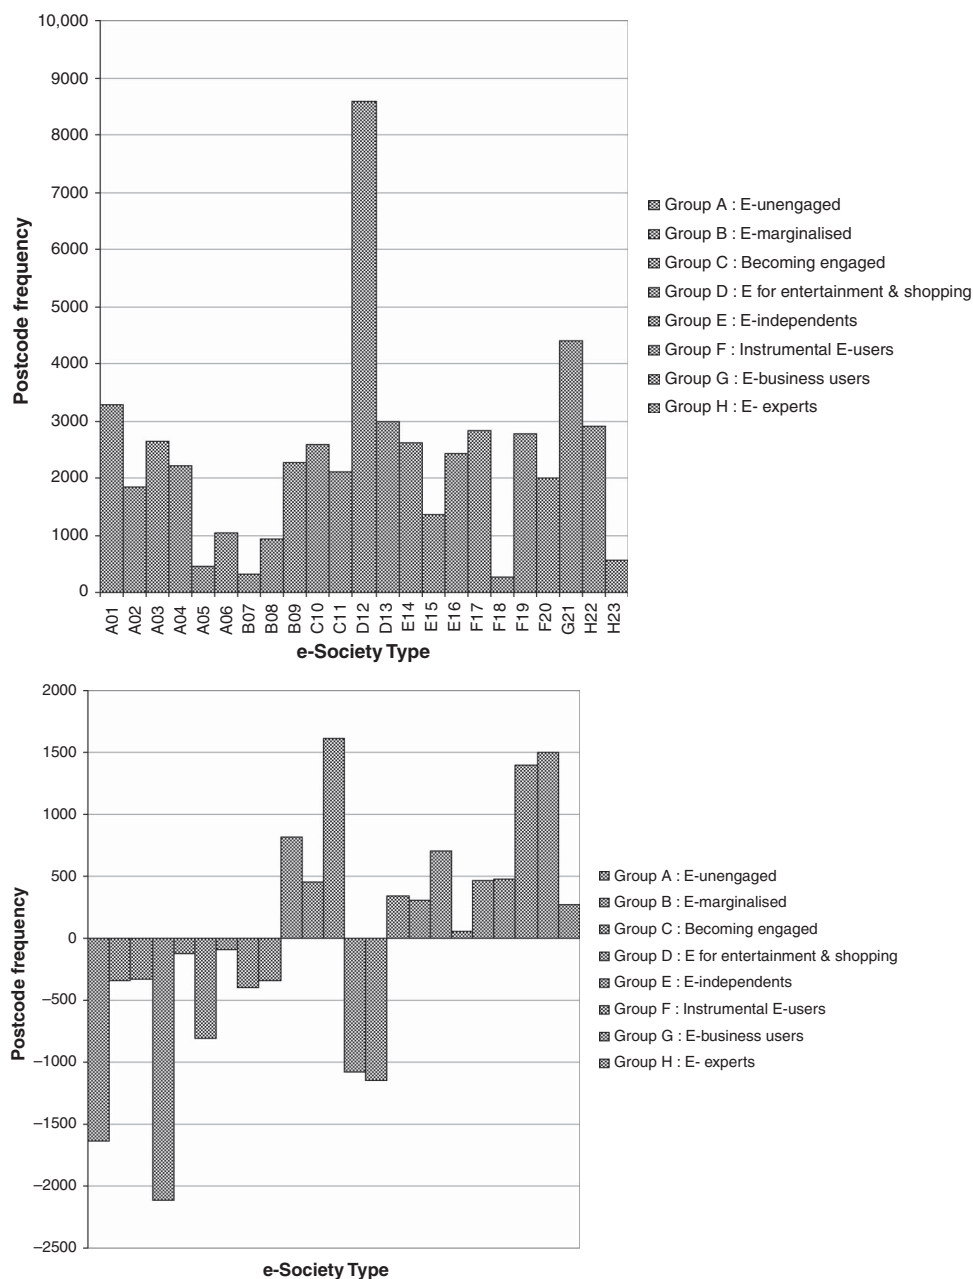 10,000
9000
8000
7000
6000
5000
4000
3000
2000
1000
0
Postcode frequency
A01
A02
A03
A04
A05
A06
B07
B08
B09
C10
C11
D12
D13
E14
E15
E16
F17
F18
F19
F20
G21
H22
H23
e-Society Type
Group A : E-unengaged
Group B : E-marginalised
Group C : Becoming engaged
Group D : E for entertainment & shopping
Group E : E-independents
Group F : Instrumental E-users
Group G : E-business users
Group H : E- experts
2000
1500
1000
500
0
–500
–1000
–1500
–2000
–2500
Postcode frequency
e-Society Type
Group A : E-unengaged
Group B : E-marginalised
Group C : Becoming engaged
Group D : E for entertainment & shopping
Group E : E-independents
Group F : Instrumental E-users
Group G : E-business users
Group H : E- experts